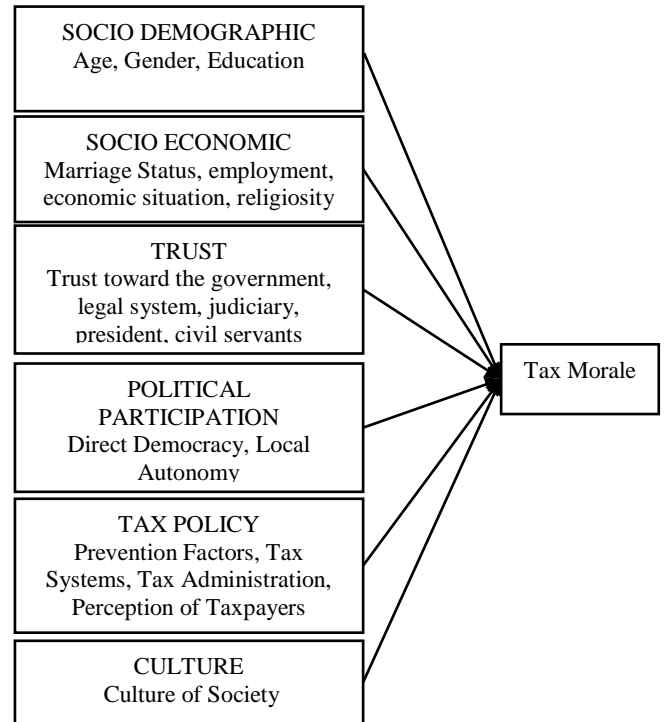 SOCIO DEMOGRAPHIC
Age, Gender, Education
SOCIO ECONOMIC
Marriage Status, employment,
economic situation, religiosity
TRUST
Trust toward the government,
legal system, judiciary,
president, civil servants
POLITICAL
PARTICIPATION
Direct Democracy, Local
Autonomy
TAX POLICY
Prevention Factors, Tax
Systems, Tax Administration,
Perception of Taxpayers
CULTURE
Culture of Society
Tax Morale